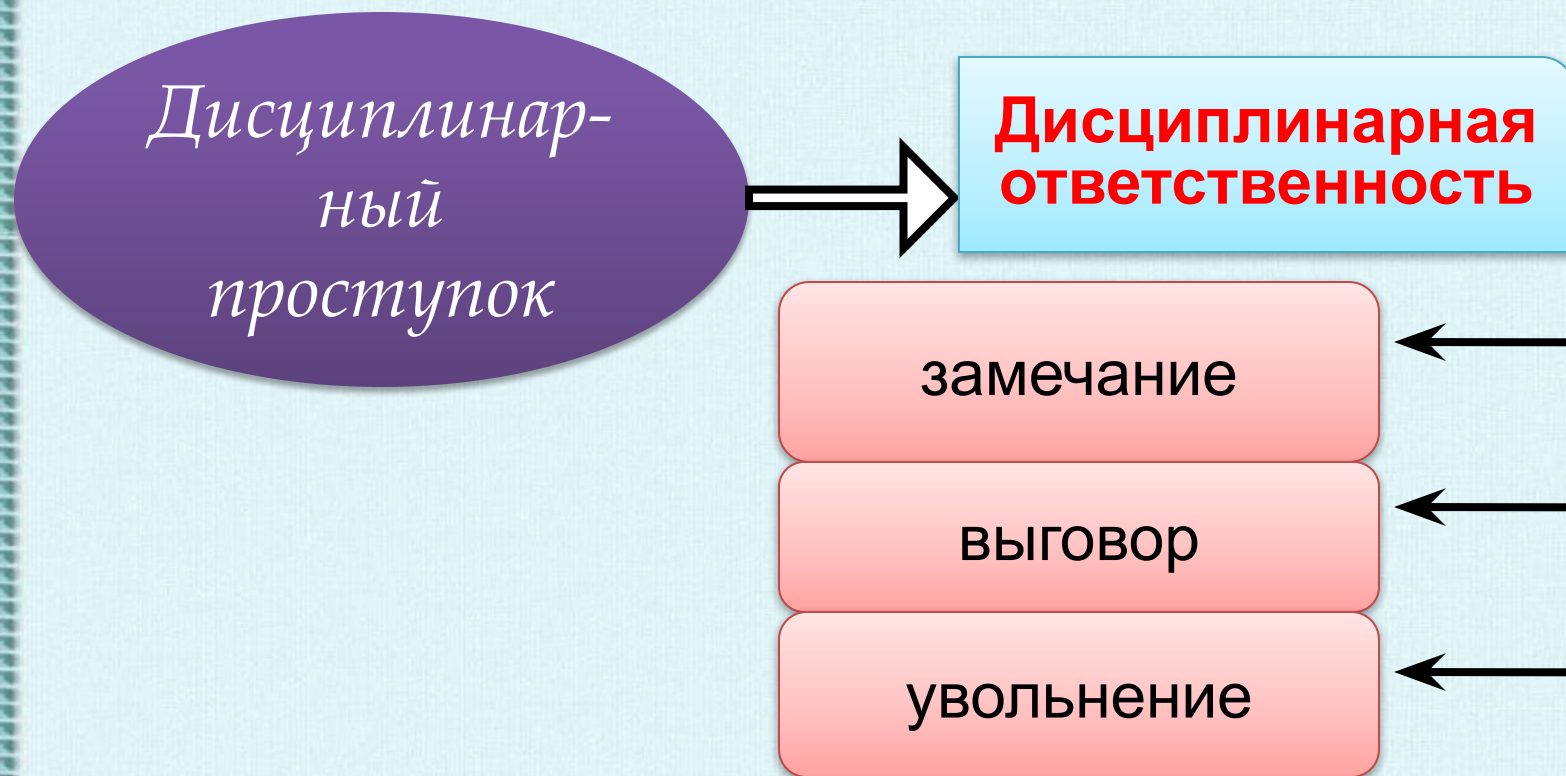 Дисциплинар-
ный
проступок
Дисциплинарная
ответственность
замечание
выговор
увольнение